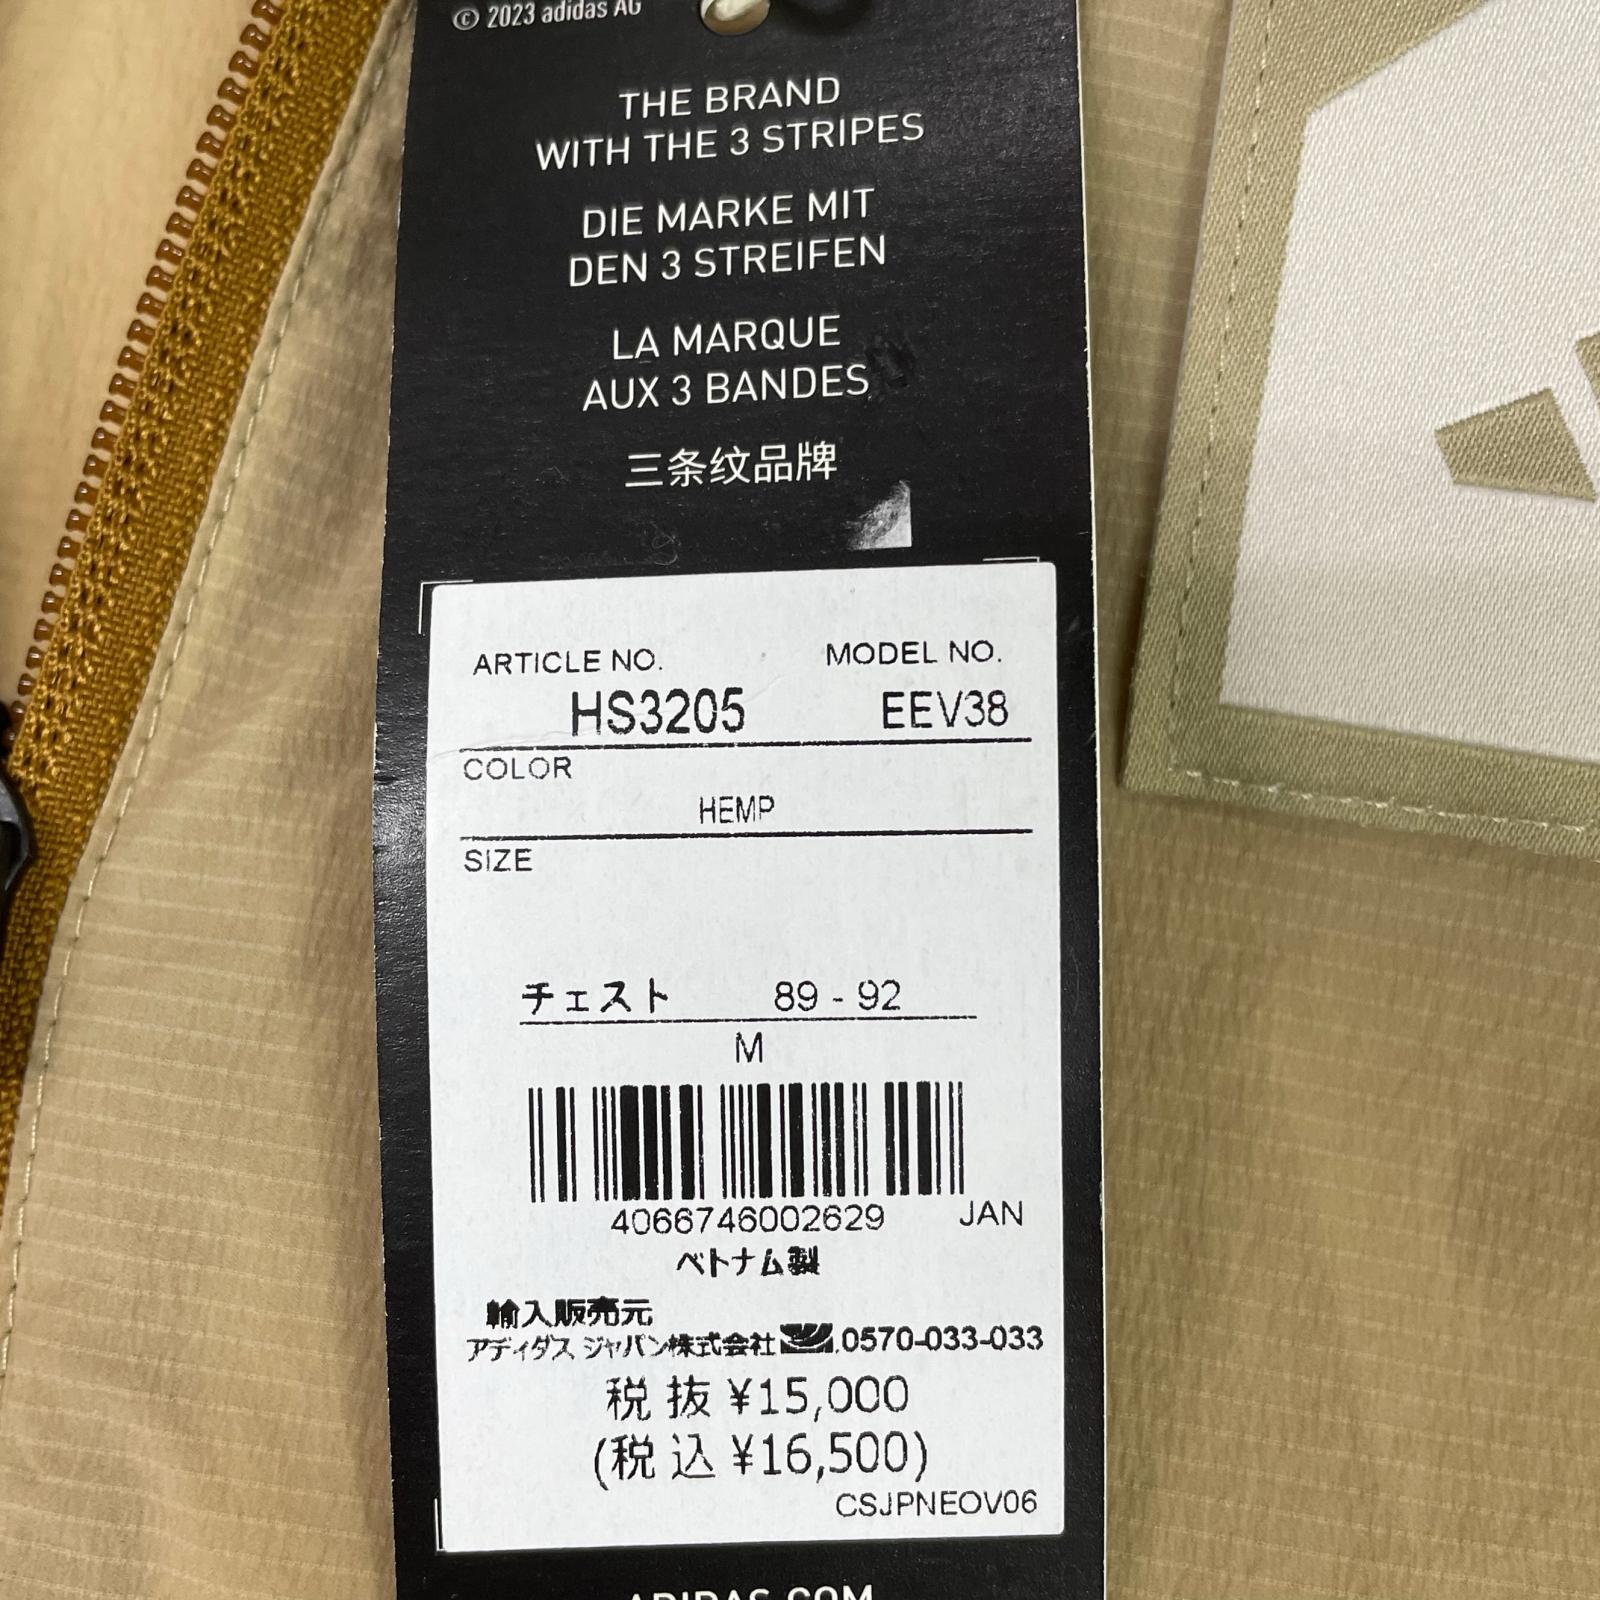 © 2023 adidas AG
THE BRAND
WITH THE 3 STRIPES
DIE MARKE MIT
DEN 3 STREIFEN
LA MARQUE
AUX 3 BANDES
三条纹品牌
ARTICLE NO. MODEL NO.
HS3205 EEV38
COLOR
HEMP
SIZE
チェスト 89 - 92
M
4066746002629 JAN
ベトナム製
輸入販売元
アディダス ジャパン株式会社 .0570-033-033
税 抜 ¥15,000
(税 込 ¥16,500)
CSJPNEOV06
ADIDAS.COM